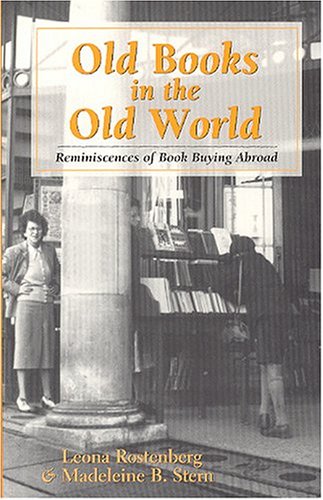 Old Books
in the
Old World
Reminiscences of Book Buying Abroad
Leona Rostenberg
& Madeleine B. Stern